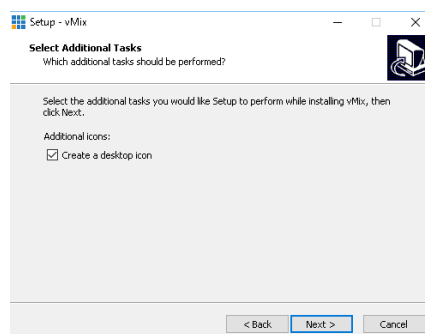 Setup - vMix
Select Additional Tasks
Which additional tasks should be performed?
Select the additional tasks you would like Setup to perform while installing vMix, then
click Next.
Additional icons:
Create a desktop icon
< Back
Next >
Cancel